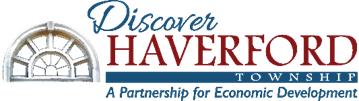 Discover
HAVERFORD
TOWNSHIP
A Partnership for Economic Development